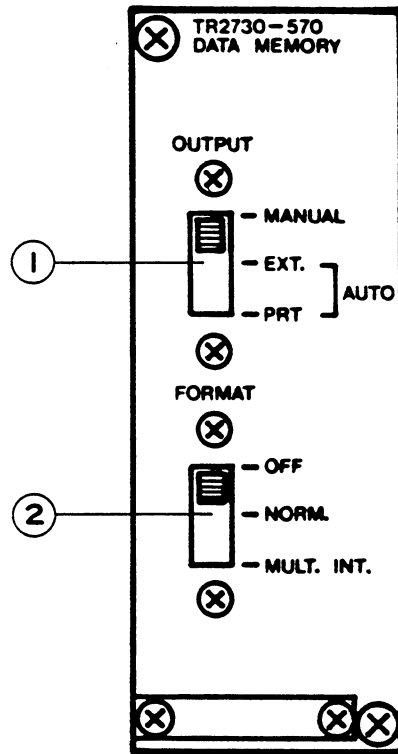 TR2730-570
DATA MEMORY
OUTPUT
MANUAL
1
EXT.
AUTO
PRT
FORMAT
OFF
2
NORM.
MULT. INT.